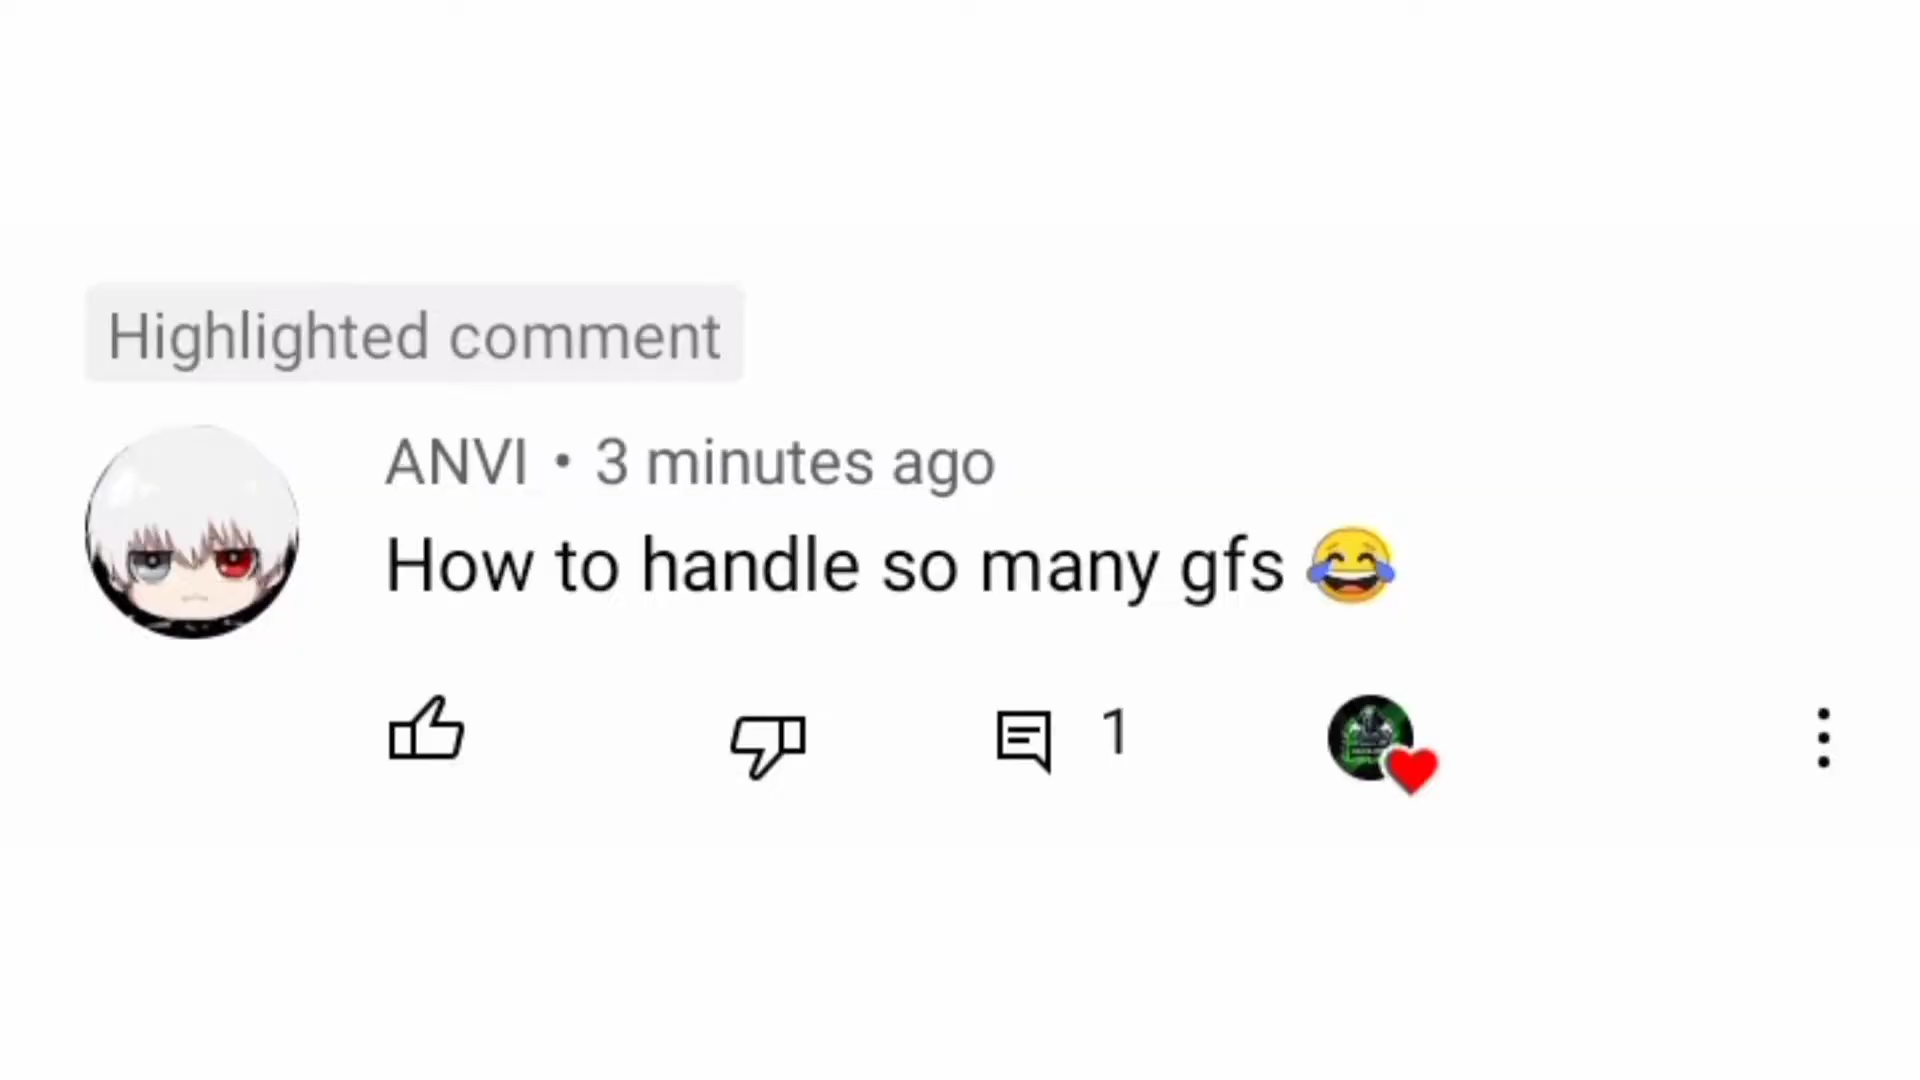 Highlighted comment
ANVI • 3 minutes ago
How to handle so many gfs 😂
1